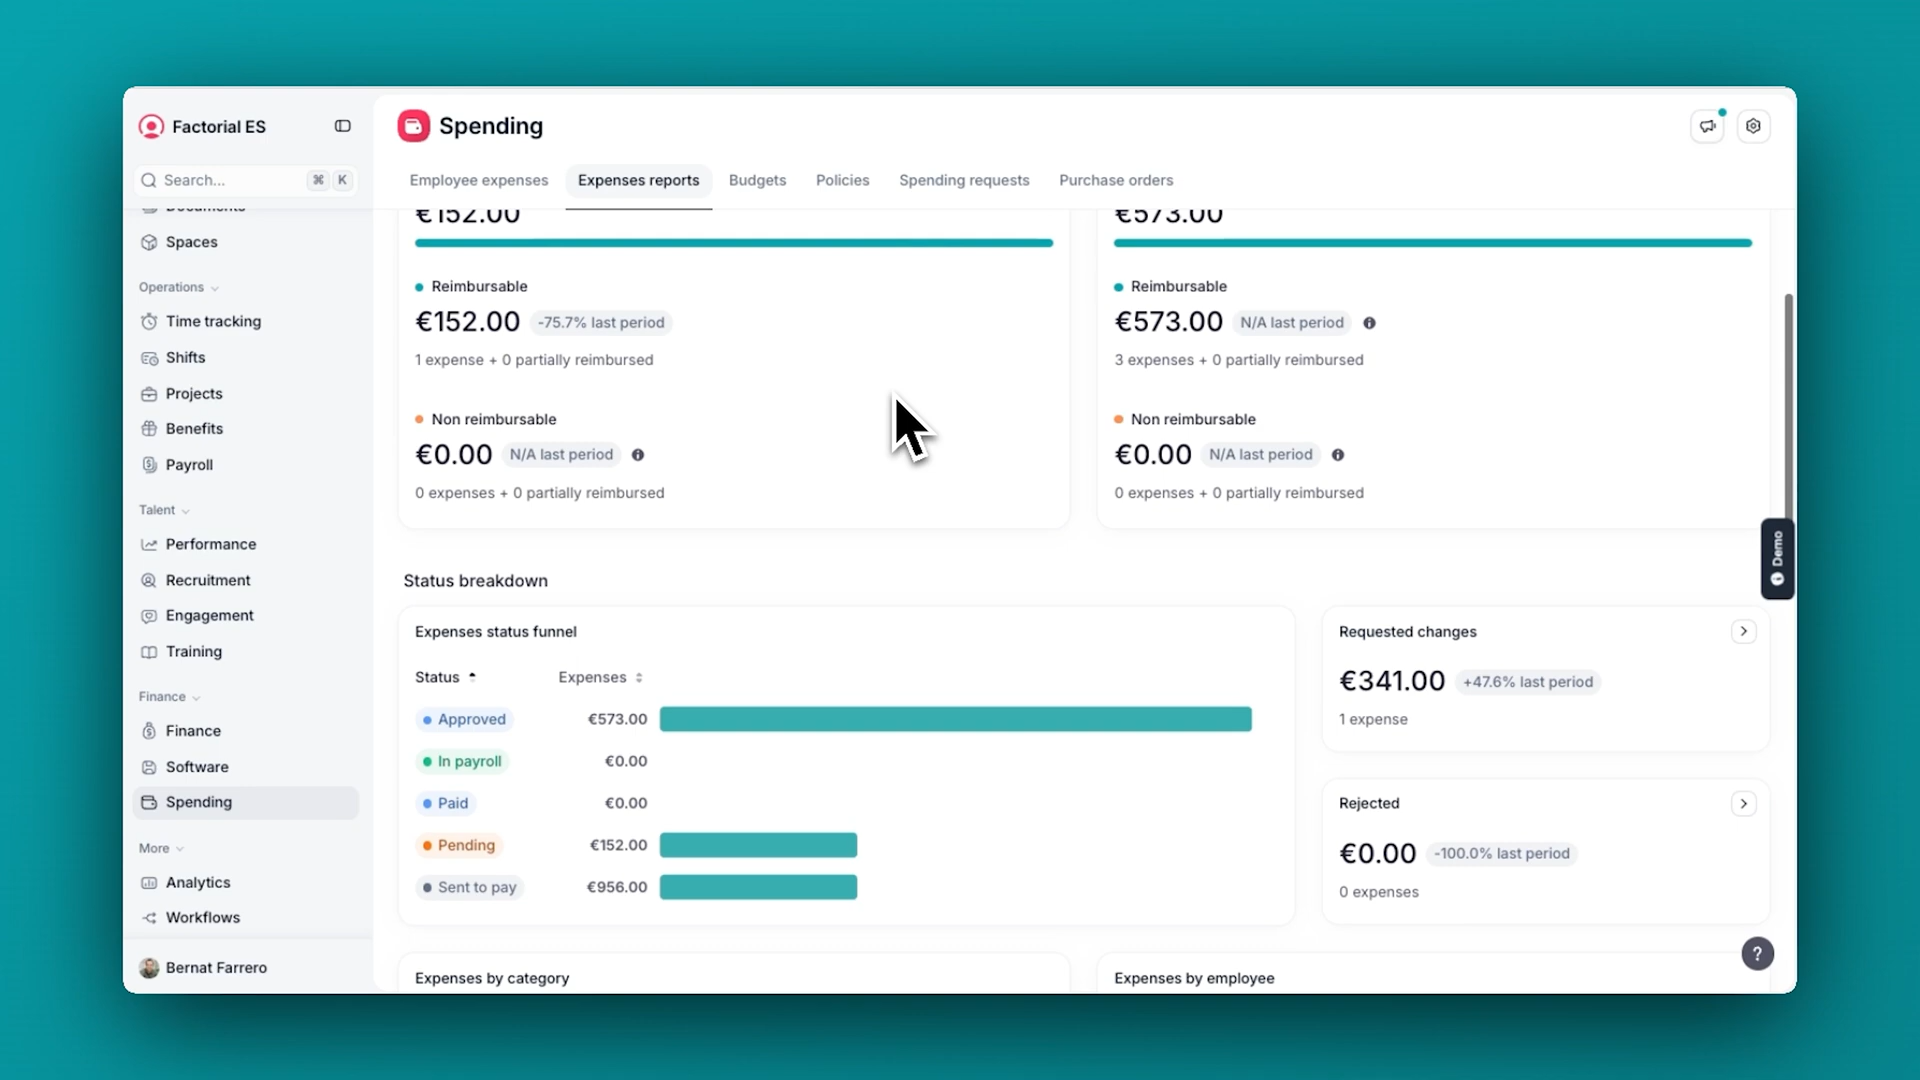 Factorial ES
Search... ⌘ K
Documents
Spaces
Operations
Time tracking
Shifts
Projects
Benefits
Payroll
Talent
Performance
Recruitment
Engagement
Training
Finance
Finance
Software
Spending
More
Analytics
Workflows
Bernat Farrero
Spending
Employee expenses Expenses reports Budgets Policies Spending requests Purchase orders
€152.00
Reimbursable
€152.00 -75.7% last period
1 expense + 0 partially reimbursed
Non reimbursable
€0.00 N/A last period
0 expenses + 0 partially reimbursed
€573.00
Reimbursable
€573.00 N/A last period
3 expenses + 0 partially reimbursed
Non reimbursable
€0.00 N/A last period
0 expenses + 0 partially reimbursed
Demo
Status breakdown
Expenses status funnel
Status Expenses
Approved €573.00
In payroll €0.00
Paid €0.00
Pending €152.00
Sent to pay €956.00
Requested changes
€341.00 +47.6% last period
1 expense
Rejected
€0.00 -100.0% last period
0 expenses
?
Expenses by category
Expenses by employee